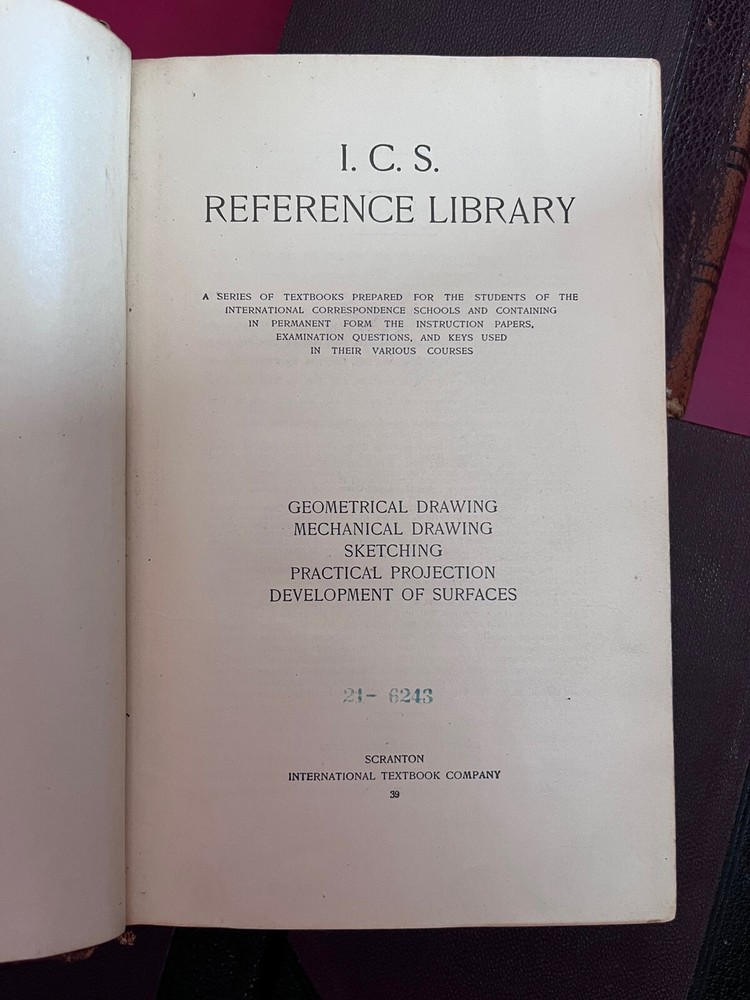 I. C. S.
REFERENCE LIBRARY
A SERIES OF TEXTBOOKS PREPARED FOR THE STUDENTS OF THE
INTERNATIONAL CORRESPONDENCE SCHOOLS AND CONTAINING
IN PERMANENT FORM THE INSTRUCTION PAPERS,
EXAMINATION QUESTIONS, AND KEYS USED
IN THEIR VARIOUS COURSES
GEOMETRICAL DRAWING
MECHANICAL DRAWING
SKETCHING
PRACTICAL PROJECTION
DEVELOPMENT OF SURFACES
21- 6243
SCRANTON
INTERNATIONAL TEXTBOOK COMPANY
39